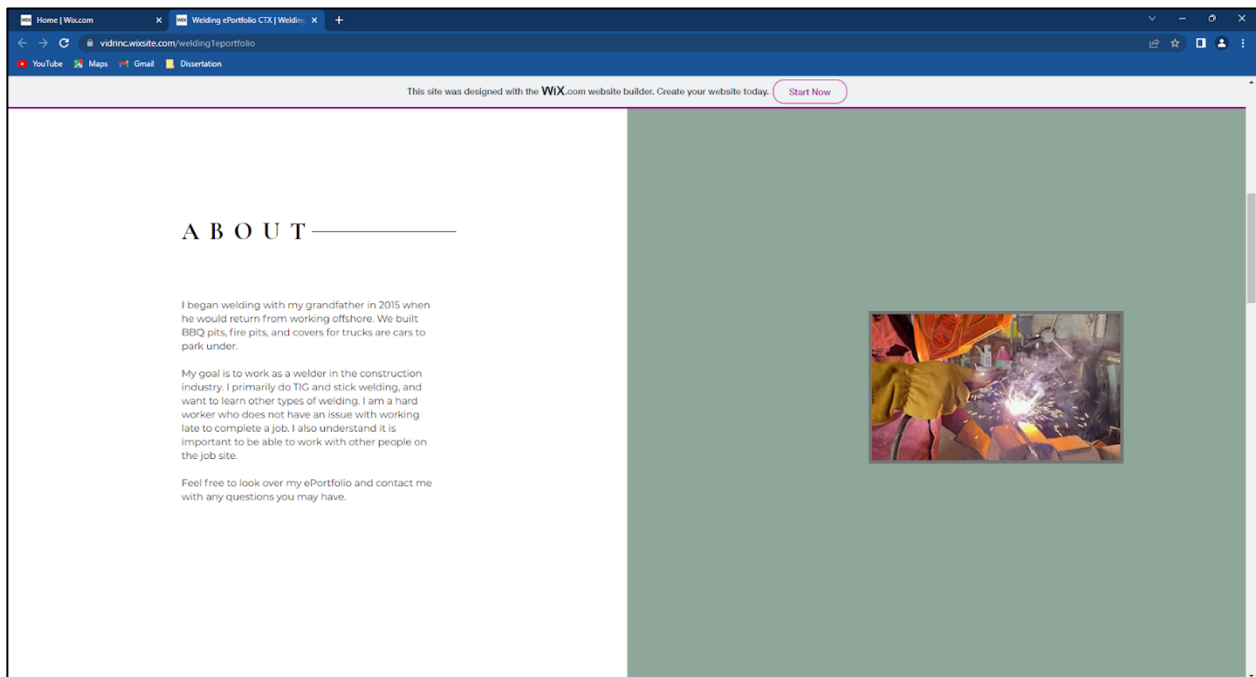 Home | Wix.com
Welding ePortfolio CTX | Welding
vidrinc.wixsite.com/welding1eportfolio
YouTube Maps Gmail Dissertation
This site was designed with the WiX.com website builder. Create your website today. Start Now
ABOUT
I began welding with my grandfather in 2015 when
he would return from working offshore. We built
BBQ pits, fire pits, and covers for trucks are cars to
park under.
My goal is to work as a welder in the construction
industry. I primarily do TIG and stick welding, and
want to learn other types of welding. I am a hard
worker who does not have an issue with working
late to complete a job. I also understand it is
important to be able to work with other people on
the job site.
Feel free to look over my ePortfolio and contact me
with any questions you may have.